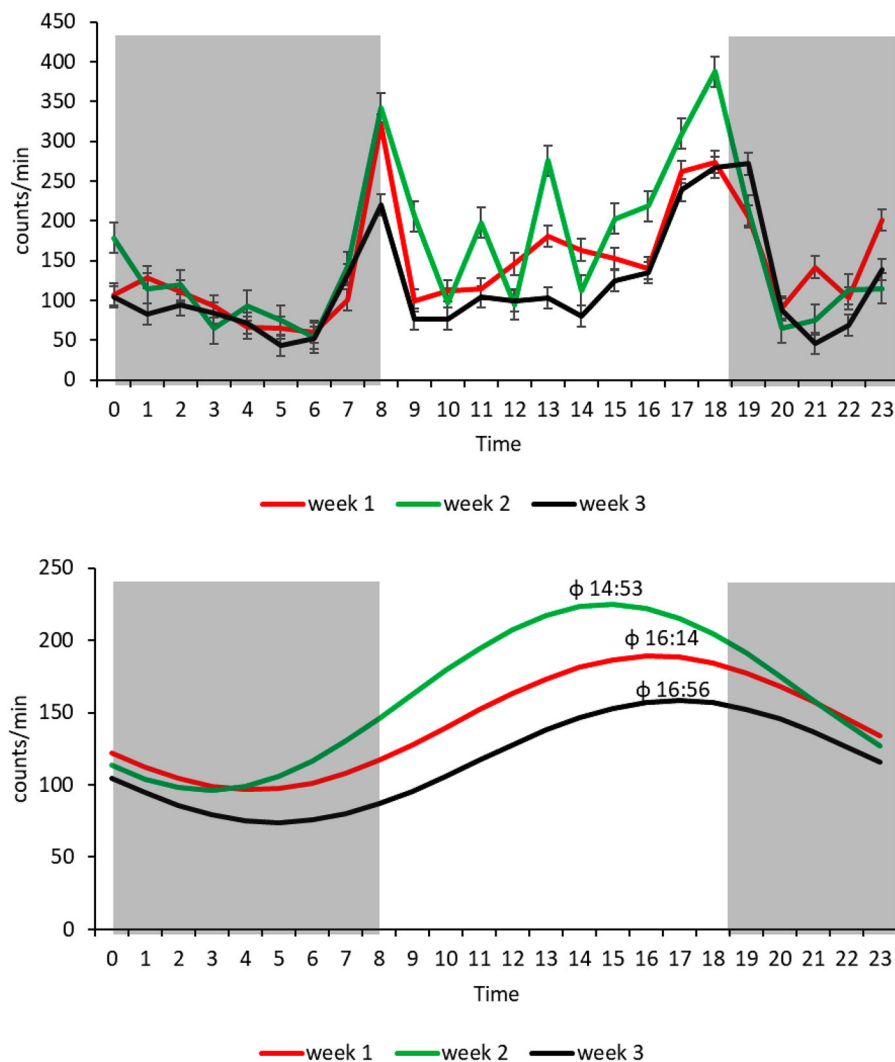 450
400
350
300
250
200
150
100
50
0
counts/min
0 1 2 3 4 5 6 7 8 9 10 11 12 13 14 15 16 17 18 19 20 21 22 23
Time
week 1 week 2 week 3
250
200
150
100
50
0
counts/min
ϕ 14:53
ϕ 16:14
ϕ 16:56
0 1 2 3 4 5 6 7 8 9 10 11 12 13 14 15 16 17 18 19 20 21 22 23
Time
week 1 week 2 week 3